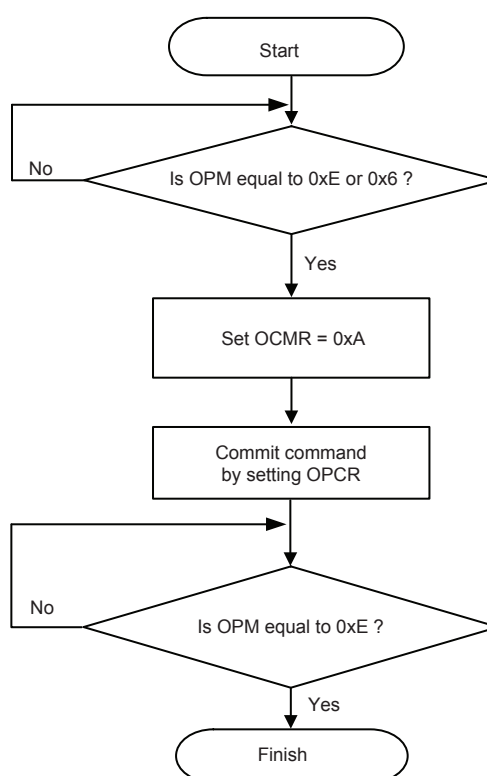 Start
No
Is OPM equal to 0xE or 0x6 ?
Yes
Set OCMR = 0xA
Commit command
by setting OPCR
No
Is OPM equal to 0xE ?
Yes
Finish